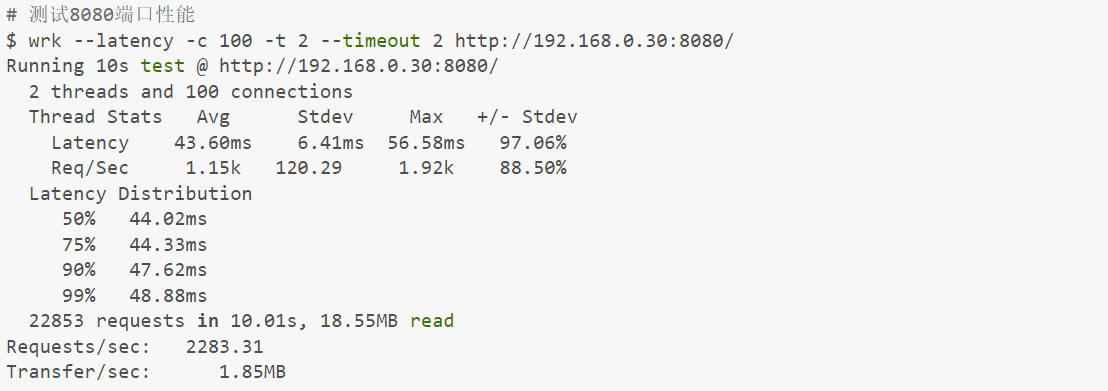 # 测试8080端口性能
$ wrk --latency -c 100 -t 2 --timeout 2 http://192.168.0.30:8080/
Running 10s test @ http://192.168.0.30:8080/
  2 threads and 100 connections
  Thread Stats   Avg      Stdev     Max   +/- Stdev
    Latency    43.60ms    6.41ms  56.58ms   97.06%
    Req/Sec     1.15k   120.29     1.92k    88.50%
  Latency Distribution
     50%   44.02ms
     75%   44.33ms
     90%   47.62ms
     99%   48.88ms
  22853 requests in 10.01s, 18.55MB read
Requests/sec:   2283.31
Transfer/sec:      1.85MB